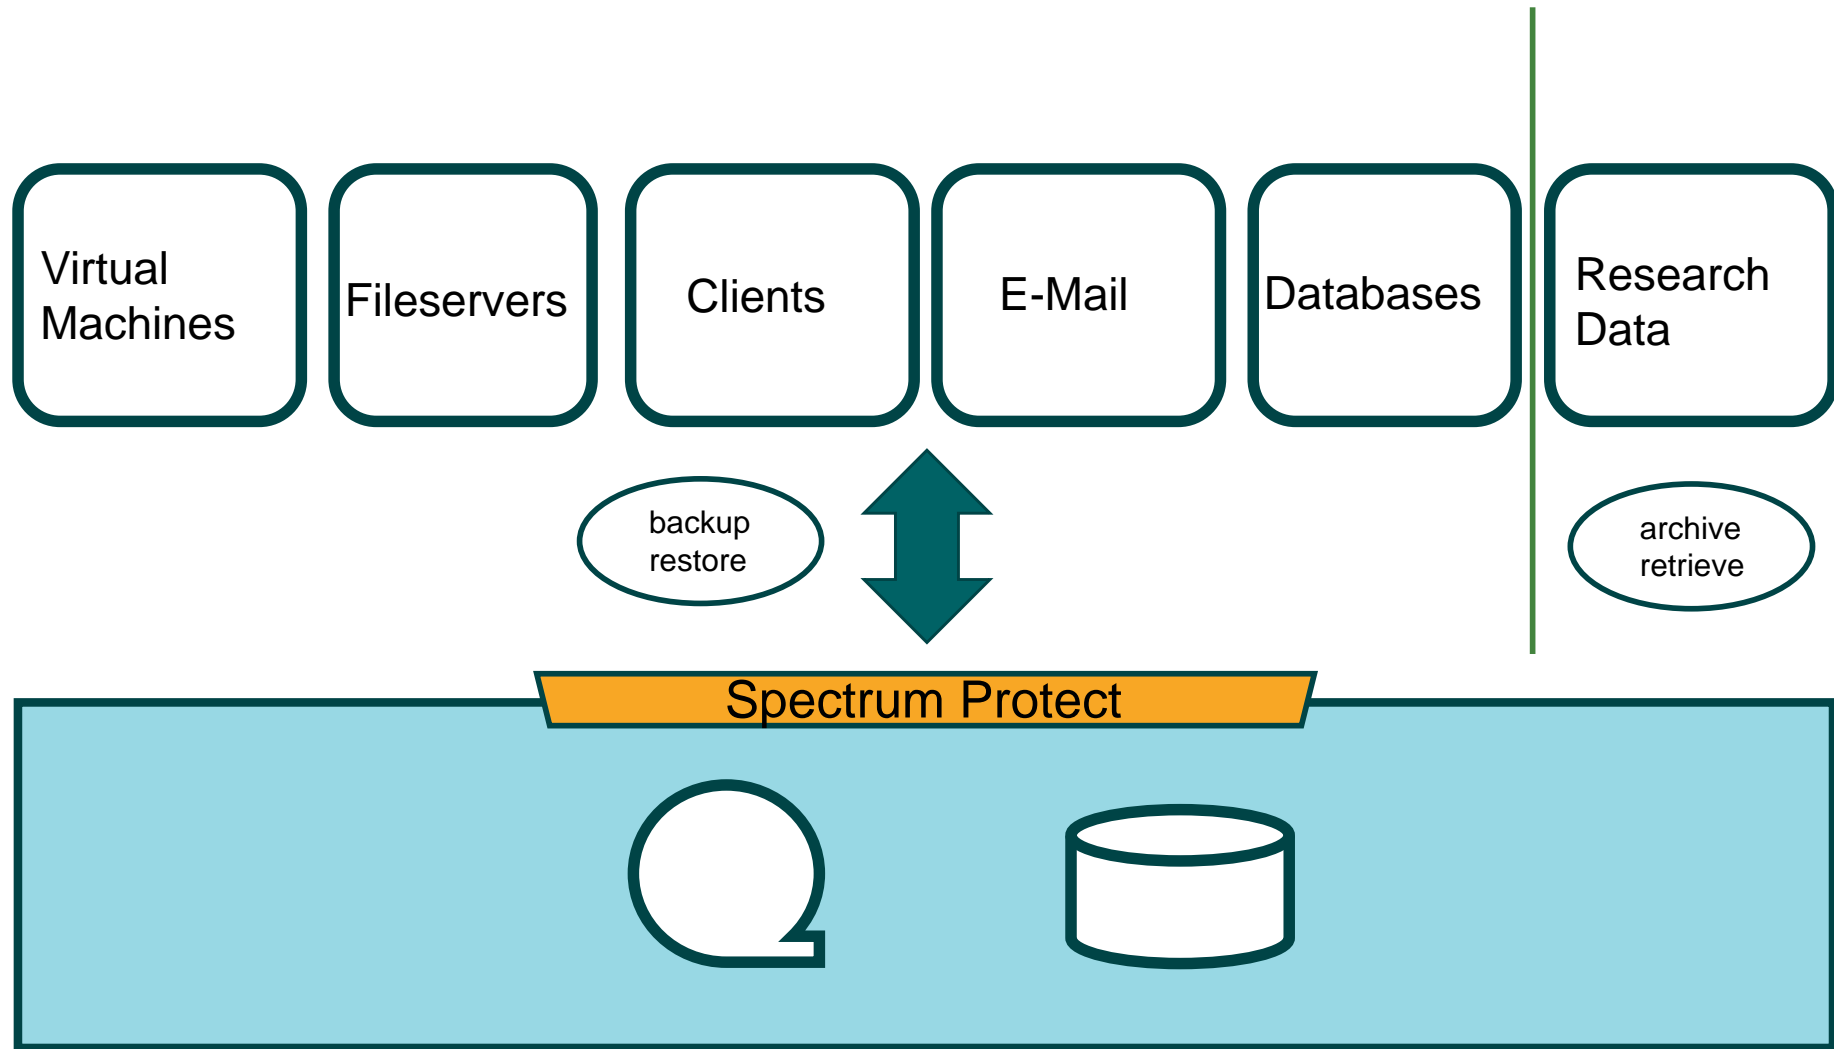 Virtual
Machines
Fileservers
Clients
E-Mail
Databases
Research
Data
backup
restore
archive
retrieve
Spectrum Protect